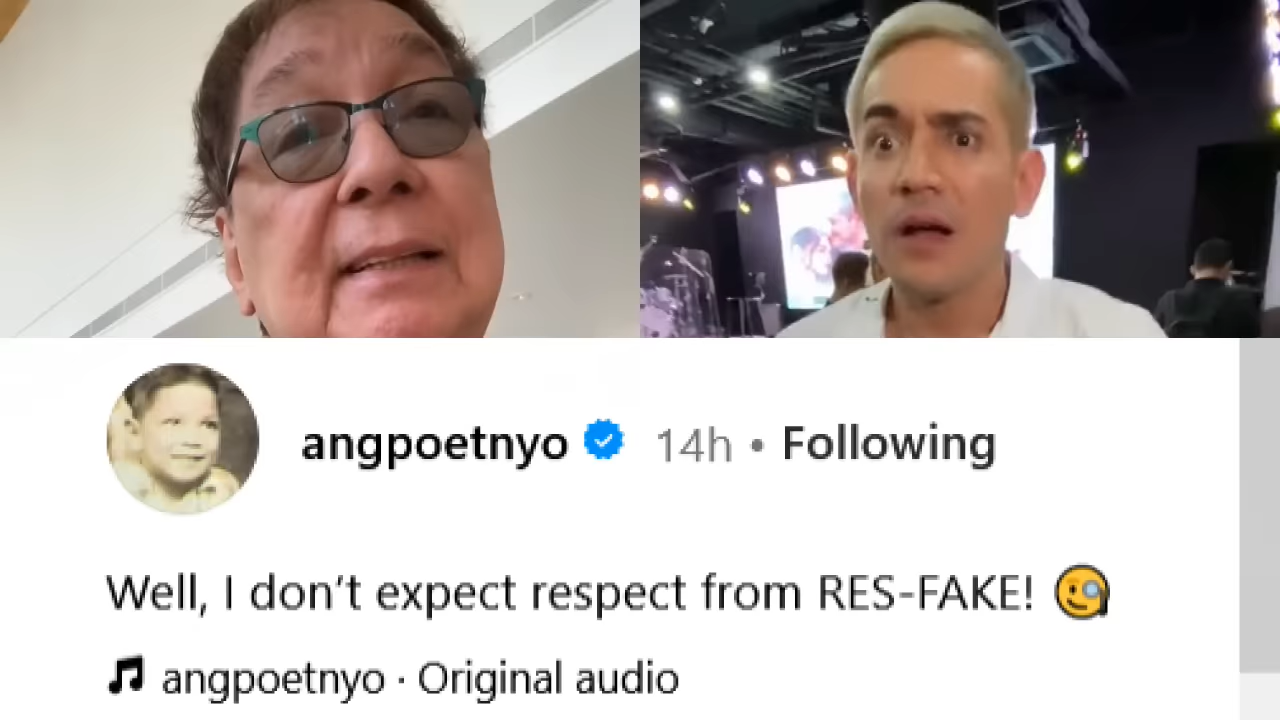 angpoetnyo 14h • Following
Well, I don't expect respect from RES-FAKE! 🧐
angpoetnyo · Original audio